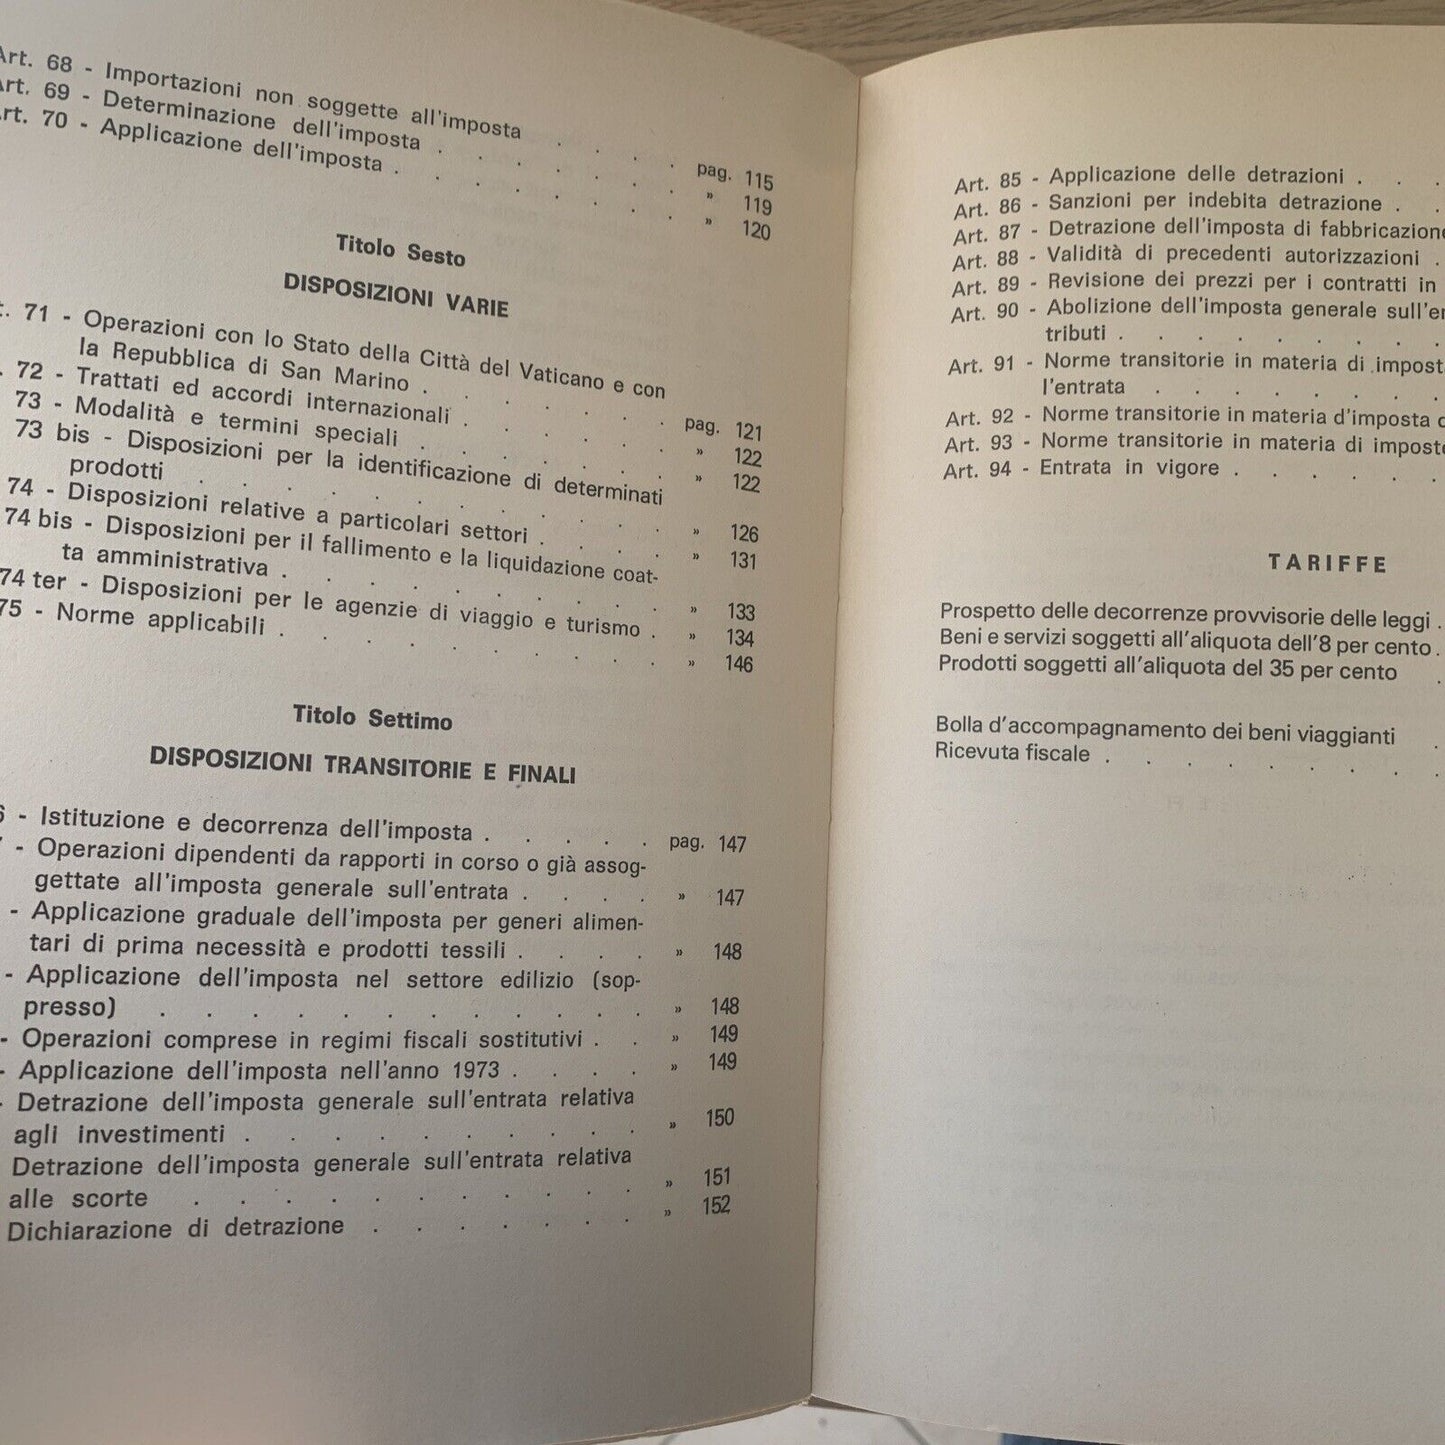 Art. 68 - Importazioni non soggette all'imposta . . . . pag. 115
Art. 69 - Determinazione dell'imposta . . . . . . . » 119
Art. 70 - Applicazione dell'imposta . . . . . . . . » 120
Titolo Sesto
DISPOSIZIONI VARIE
71 - Operazioni con lo Stato della Città del Vaticano e con
la Repubblica di San Marino . . . . . . . pag. 121
72 - Trattati ed accordi internazionali . . . . . . » 122
73 - Modalità e termini speciali . . . . . . . » 122
73 bis - Disposizioni per la identificazione di determinati
prodotti . . . . . . . . . . . » 126
74 - Disposizioni relative a particolari settori . . . . » 131
74 bis - Disposizioni per il fallimento e la liquidazione coat-
ta amministrativa . . . . . . . . . » 133
74 ter - Disposizioni per le agenzie di viaggio e turismo . » 134
75 - Norme applicabili . . . . . . . . . » 146
Titolo Settimo
DISPOSIZIONI TRANSITORIE E FINALI
- Istituzione e decorrenza dell'imposta . . . . . pag. 147
- Operazioni dipendenti da rapporti in corso o già assog-
gettate all'imposta generale sull'entrata . . . . » 147
- Applicazione graduale dell'imposta per generi alimen-
tari di prima necessità e prodotti tessili . . . . » 148
- Applicazione dell'imposta nel settore edilizio (sop-
presso) . . . . . . . . . . . » 148
- Operazioni comprese in regimi fiscali sostitutivi . . » 149
- Applicazione dell'imposta nell'anno 1973 . . . . » 149
- Detrazione dell'imposta generale sull'entrata relativa
agli investimenti . . . . . . . . . » 150
Detrazione dell'imposta generale sull'entrata relativa
alle scorte . . . . . . . . . . » 151
Dichiarazione di detrazione . . . . . . . » 152
Art. 85 - Applicazione delle detrazioni . . .
Art. 86 - Sanzioni per indebita detrazione . .
Art. 87 - Detrazione dell'imposta di fabbricazione
Art. 88 - Validità di precedenti autorizzazioni .
Art. 89 - Revisione dei prezzi per i contratti in
Art. 90 - Abolizione dell'imposta generale
tributi . . . . . . . . .
Art. 91 - Norme transitorie in materia di
l'entrata . . . . . . . .
Art. 92 - Norme transitorie in materia d'imposta
Art. 93 - Norme transitorie in materia di
Art. 94 - Entrata in vigore . . . . . .
TARIFFE
Prospetto delle decorrenze provvisorie delle leggi .
Beni e servizi soggetti all'aliquota dell'8 per cento .
Prodotti soggetti all'aliquota del 35 per cento .
Bolla d'accompagnamento dei beni viaggianti .
Ricevuta fiscale . . . . . . . . .